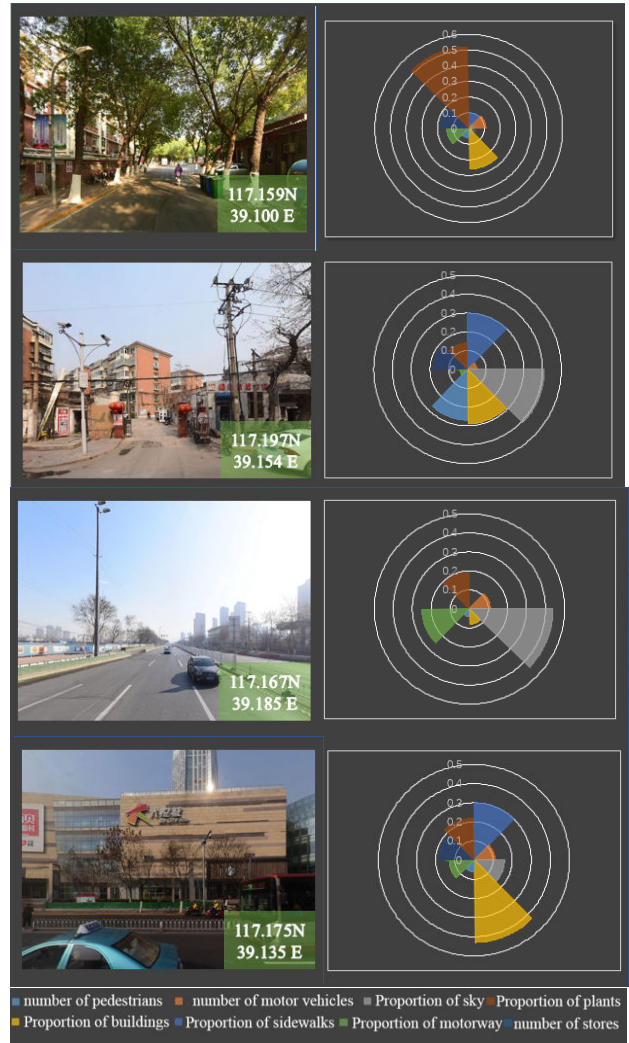 0.6
0.5
0.4
0.3
0.2
0.1
0
117.159N
39.100 E
0.5
0.4
0.3
0.2
0.1
0
117.197N
39.154 E
0.5
0.4
0.3
0.2
0.1
0
117.167N
39.185 E
0.5
0.4
0.3
0.2
0.1
0
117.175N
39.135 E
number of pedestrians number of motor vehicles Proportion of sky Proportion of plants
Proportion of buildings Proportion of sidewalks Proportion of motorway number of stores